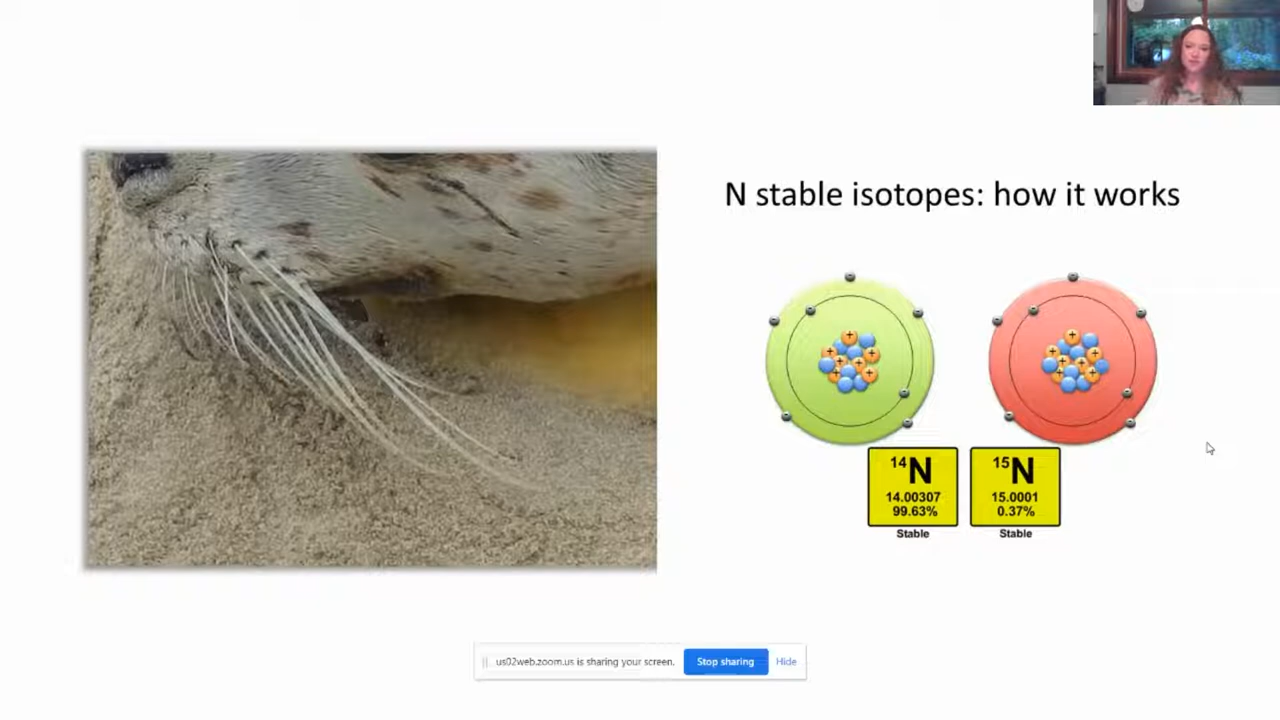 N stable isotopes: how it works
14N
14.00307
99.63%
Stable
15N
15.0001
0.37%
Stable
us02web.zoom.us is sharing your screen.
Stop sharing
Hide